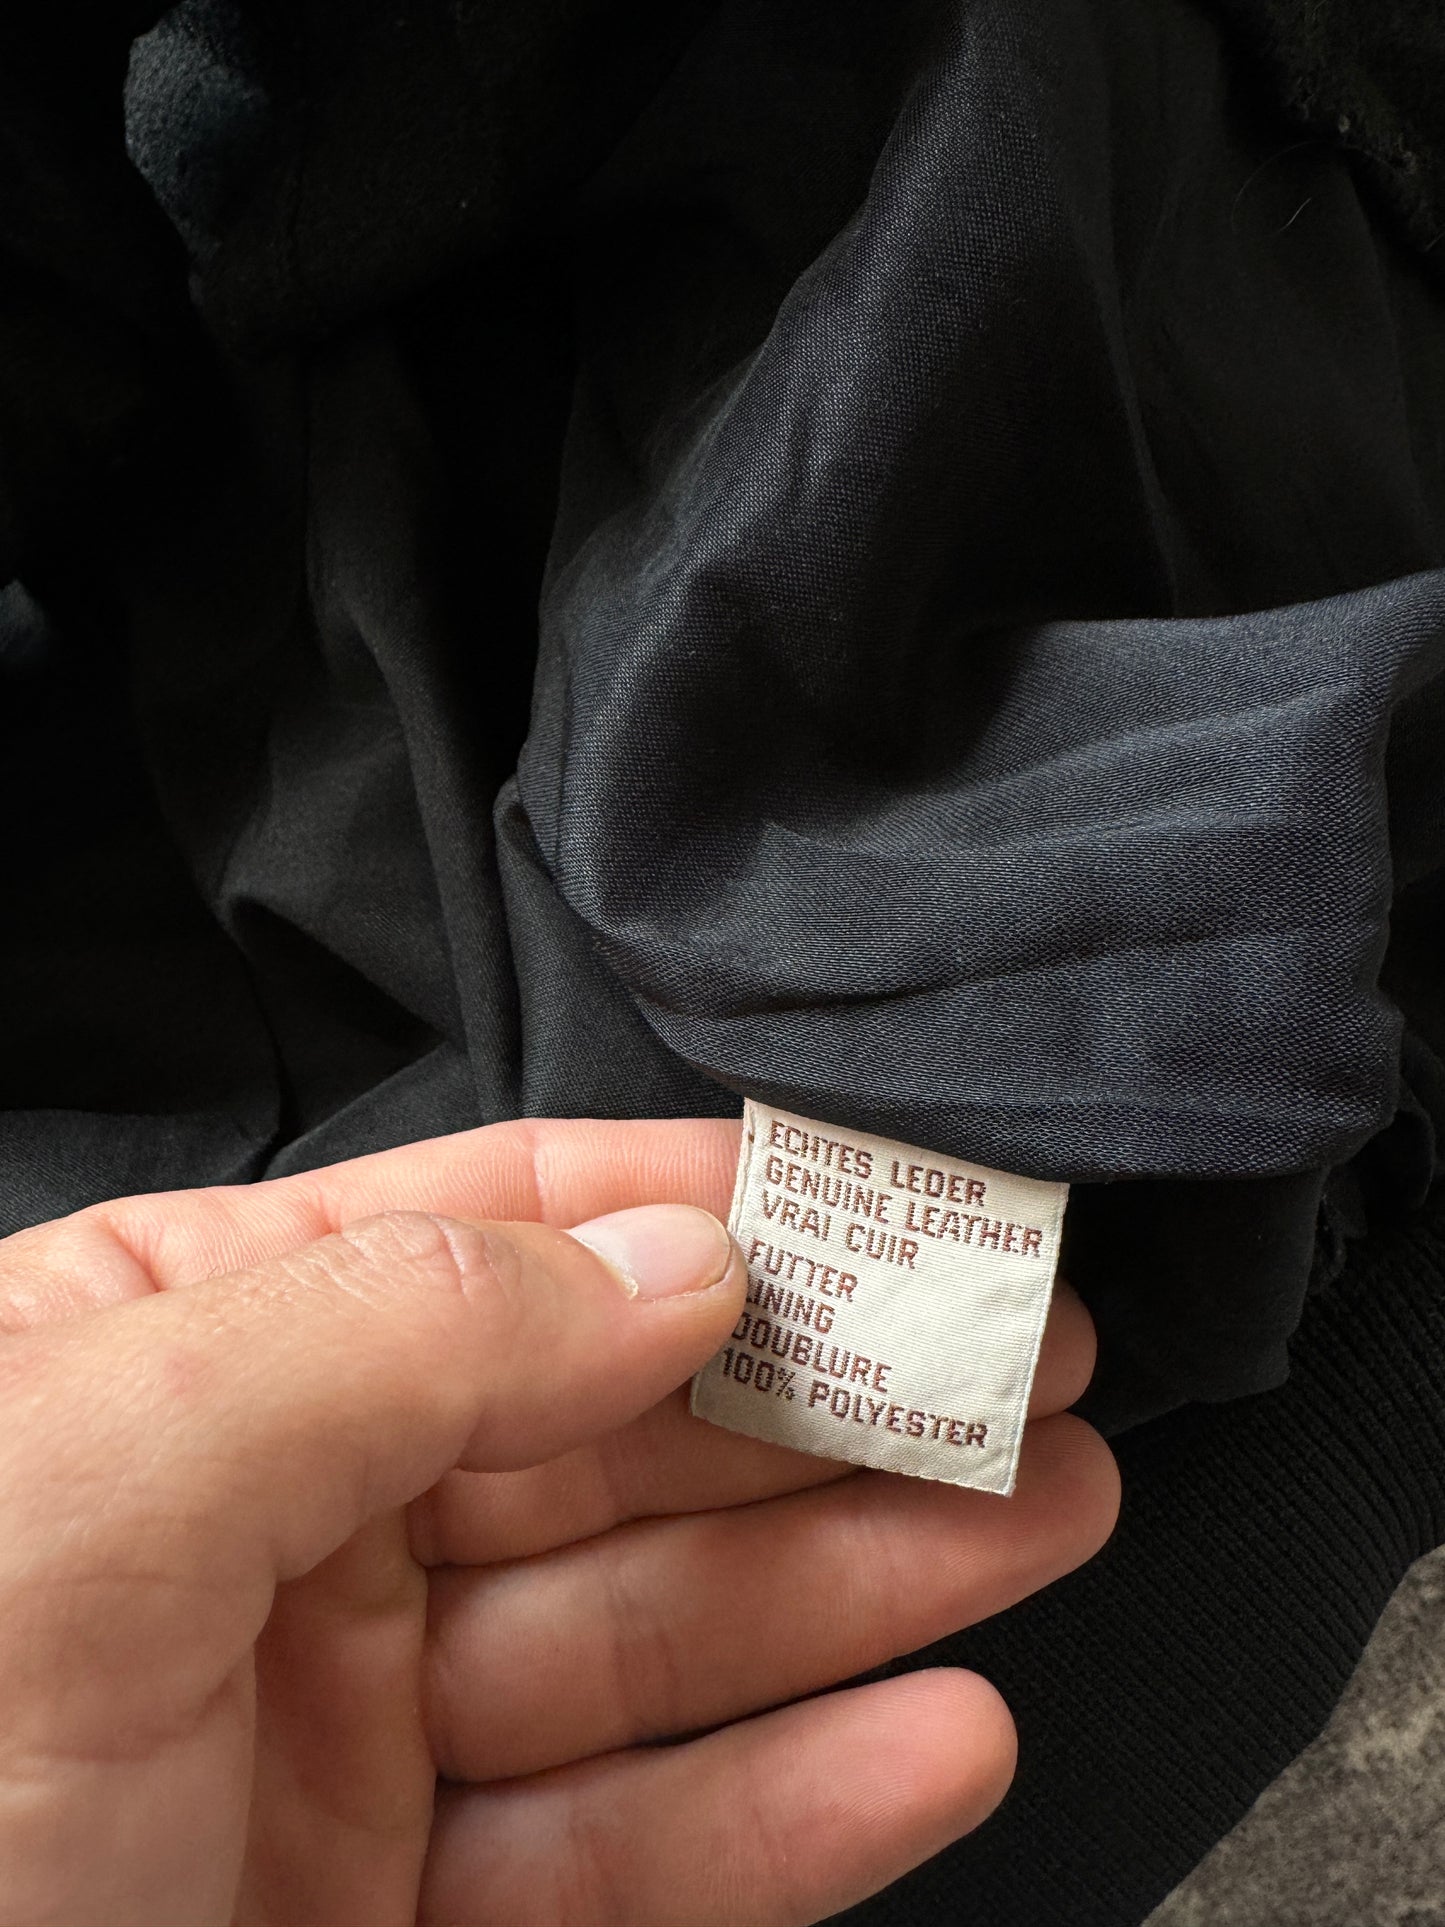 ECHTES LEDER
GENUINE LEATHER
VRAI CUIR
FUTTER
LINING
DOUBLURE
100% POLYESTER